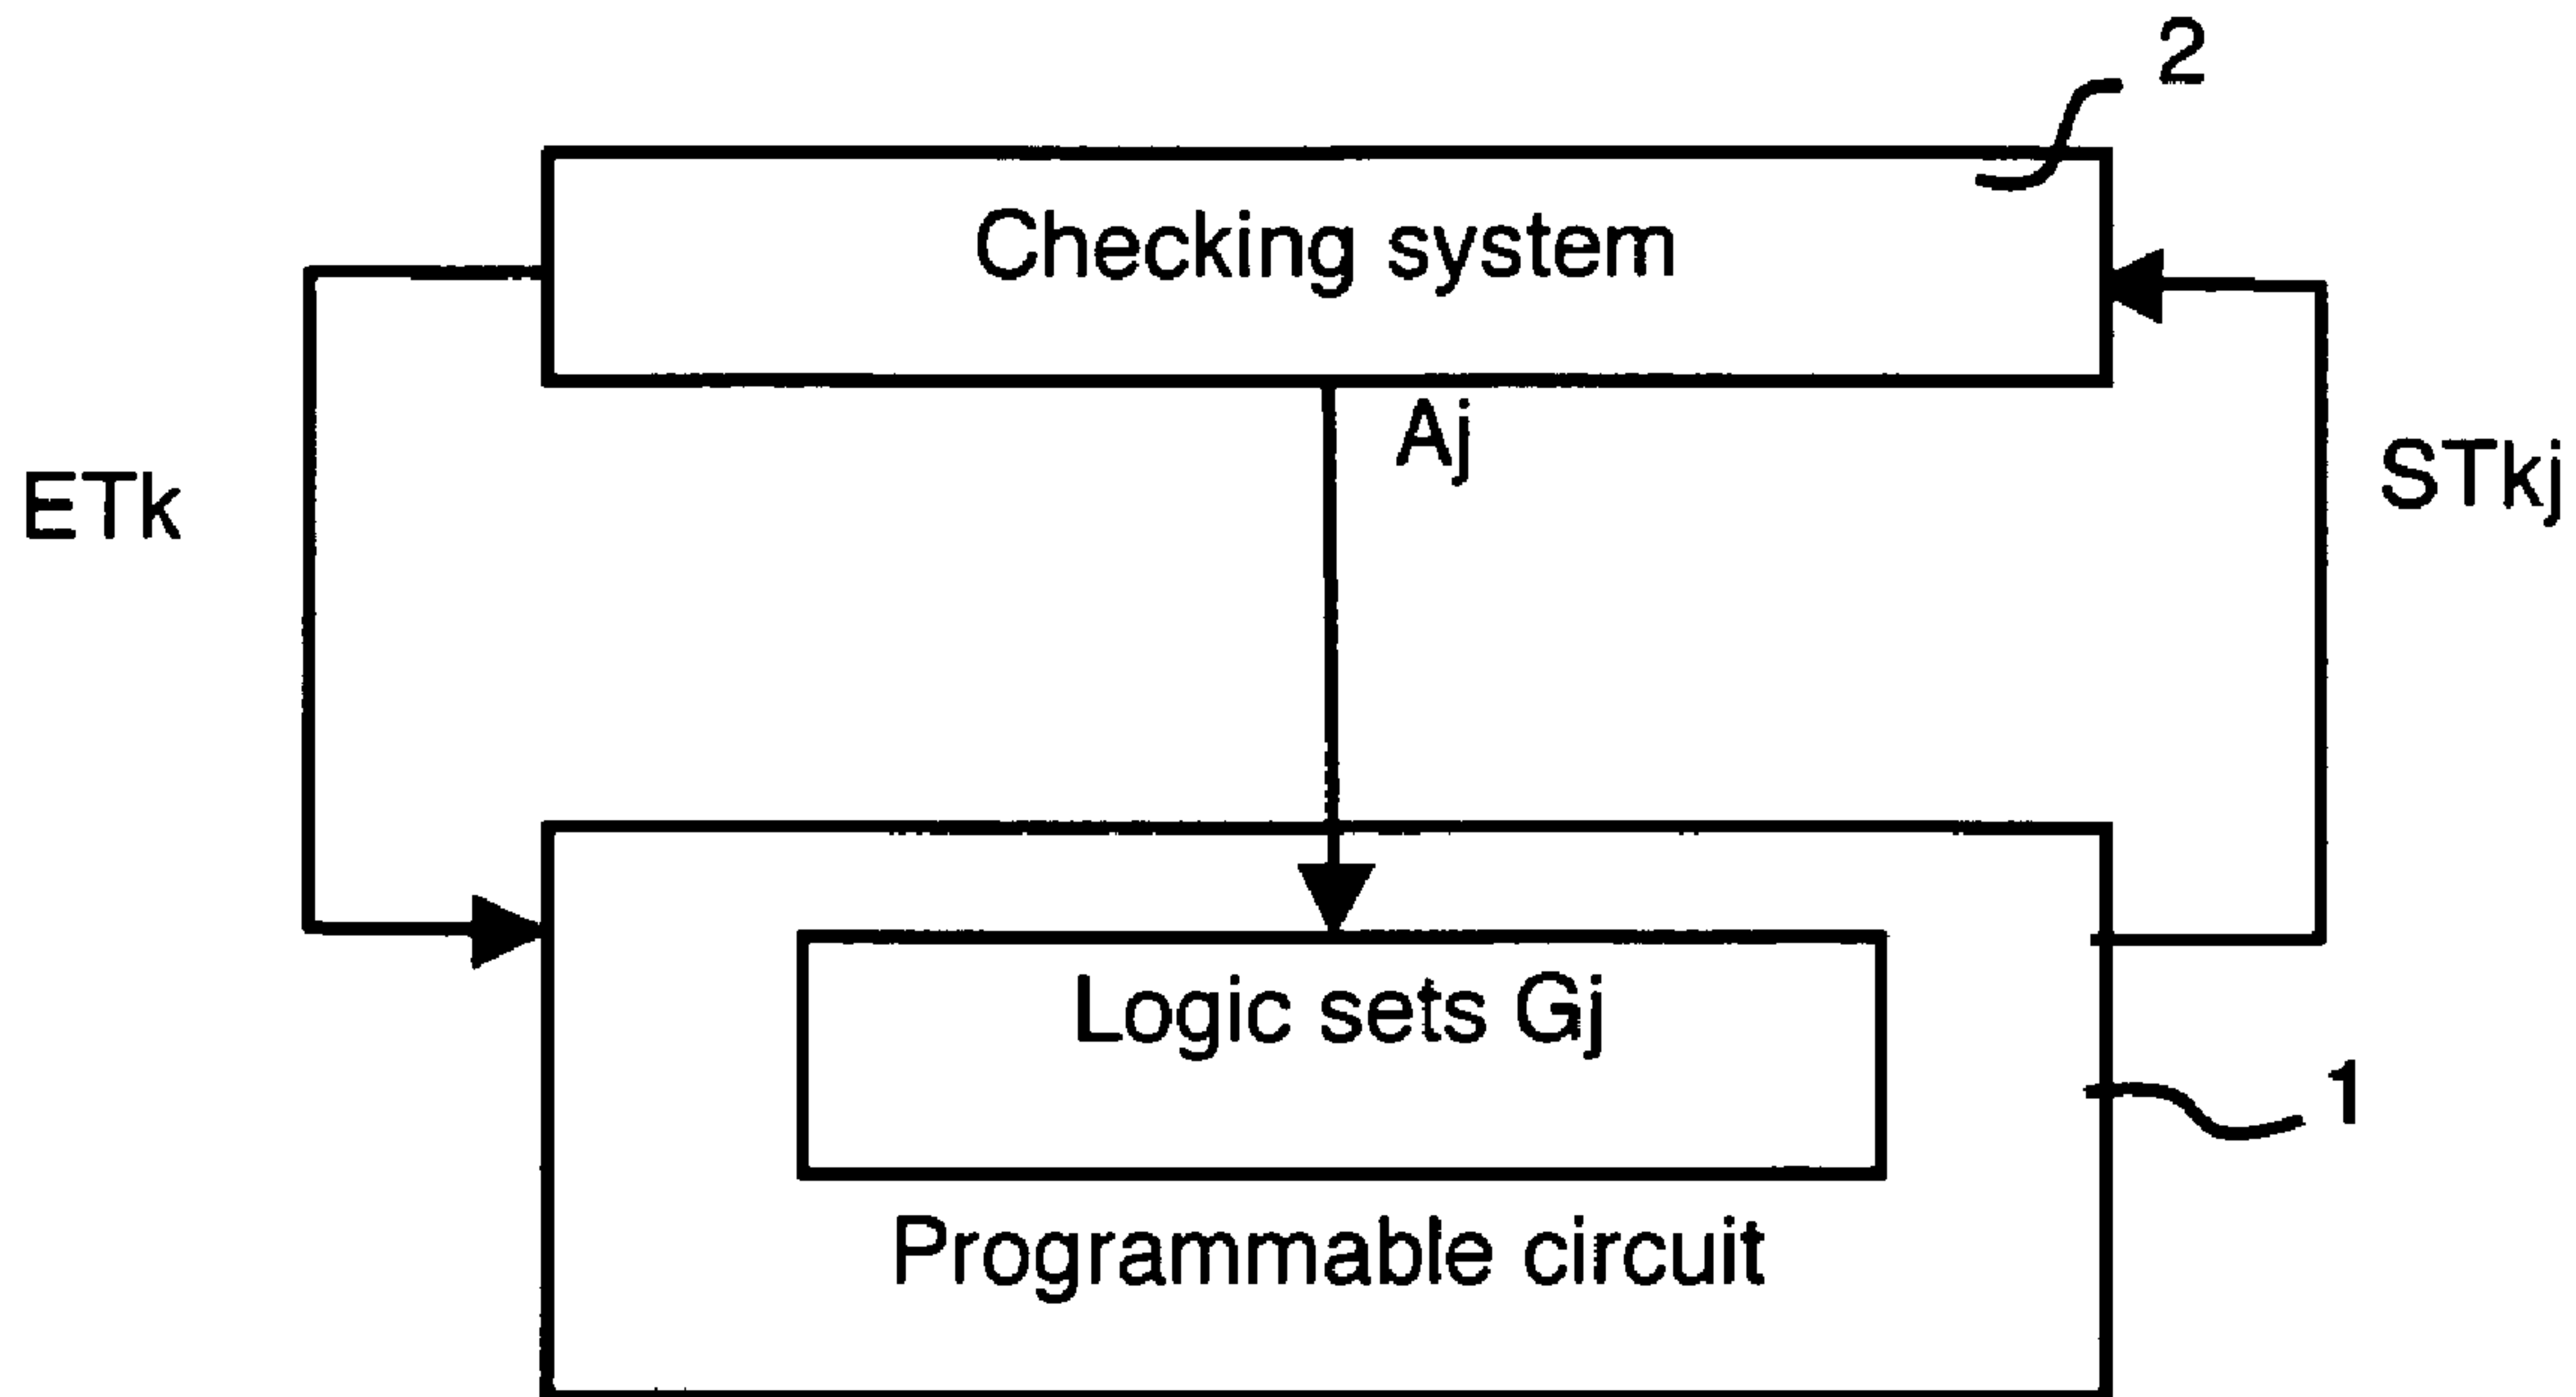 2
Checking system
Aj
ETk
STkj
Logic sets Gj
1
Programmable circuit